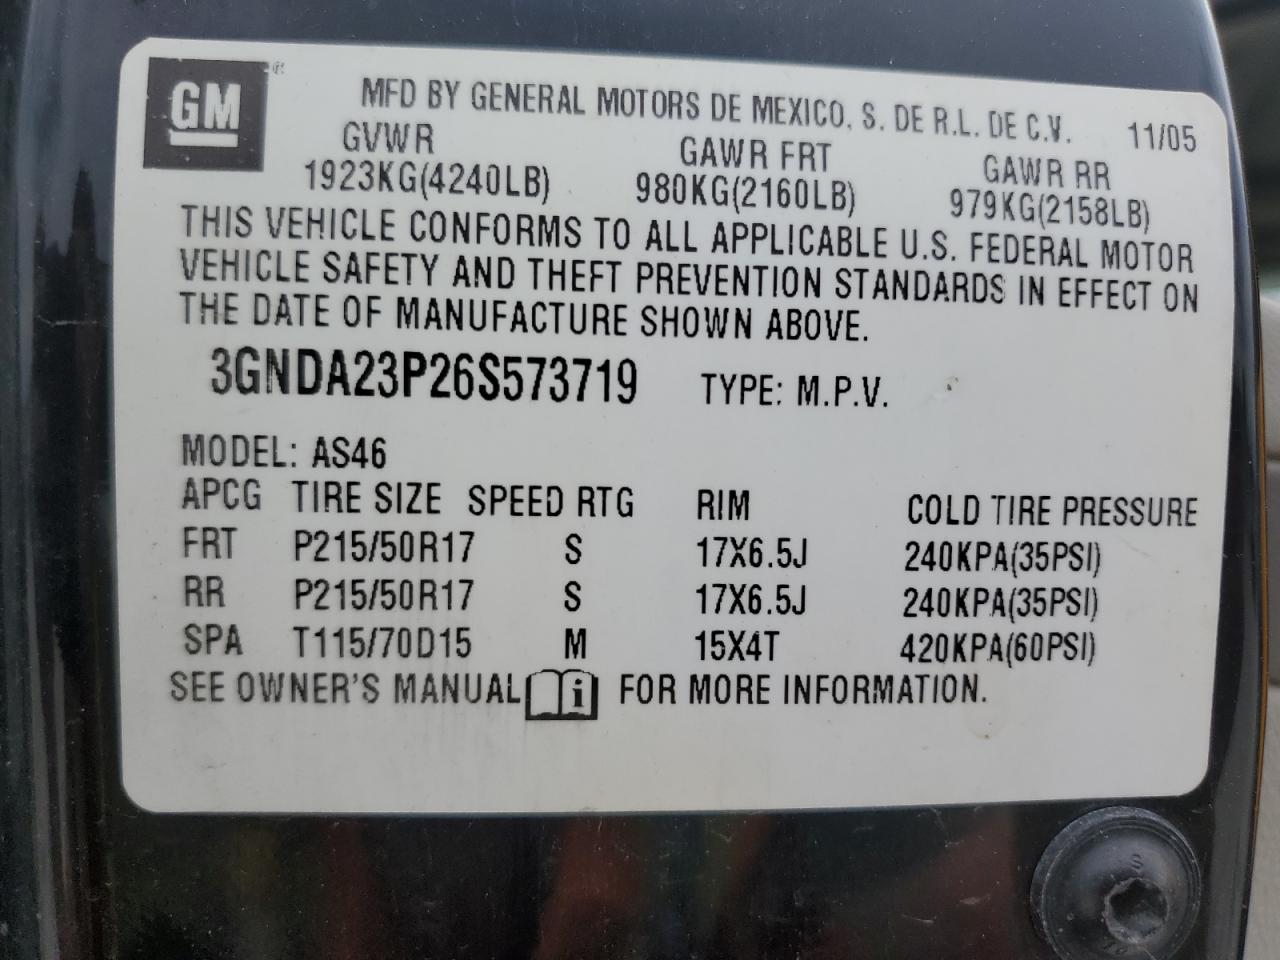 GM ®
MFD BY GENERAL MOTORS DE MEXICO, S. DE R.L. DE C.V. 11/05
GVWR GAWR FRT GAWR RR
1923KG(4240LB) 980KG(2160LB) 979KG(2158LB)
THIS VEHICLE CONFORMS TO ALL APPLICABLE U.S. FEDERAL MOTOR
VEHICLE SAFETY AND THEFT PREVENTION STANDARDS IN EFFECT ON
THE DATE OF MANUFACTURE SHOWN ABOVE.
3GNDA23P26S573719 TYPE: M.P.V.
MODEL: AS46
APCG TIRE SIZE SPEED RTG RIM COLD TIRE PRESSURE
FRT P215/50R17 S 17X6.5J 240KPA(35PSI)
RR P215/50R17 S 17X6.5J 240KPA(35PSI)
SPA T115/70D15 M 15X4T 420KPA(60PSI)
SEE OWNER'S MANUAL i FOR MORE INFORMATION.
S